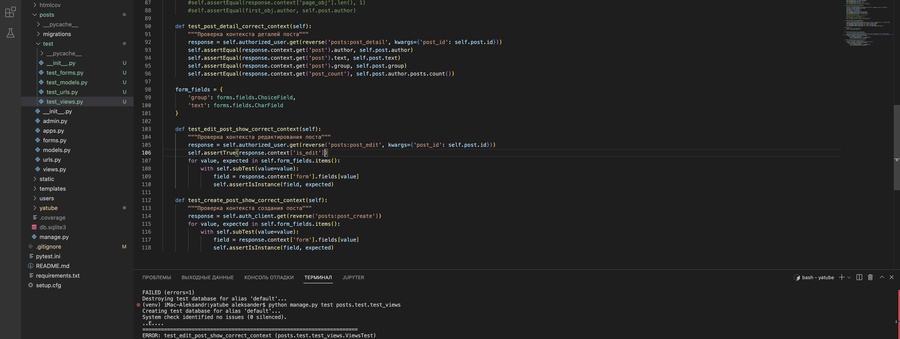 htmlcov
posts
__pycache__
migrations
test
__pycache__
__init__.py U
test_forms.py U
test_models.py U
test_urls.py U
test_views.py U
__init__.py
admin.py
apps.py
forms.py
models.py
urls.py
views.py
static
templates
users
yatube
.coverage
db.sqlite3
manage.py
.gitignore M
pytest.ini
README.md
requirements.txt
setup.cfg
87 #self.assertEqual(response.context['page_obj'].len(), 1)
88 #self.assertEqual(first_obj.author, self.post.author)
89
90 def test_post_detail_correct_context(self):
91 """Проверка контекста деталей поста"""
92 response = self.authorized_user.get(reverse('posts:post_detail', kwargs={'post_id': self.post.id}))
93 self.assertEqual(response.context.get('post').author, self.post.author)
94 self.assertEqual(response.context.get('post').text, self.post.text)
95 self.assertEqual(response.context.get('post').group, self.post.group)
96 self.assertEqual(response.context.get('post_count'), self.post.author.posts.count())
97
98 form_fields = {
99 'group': forms.fields.ChoiceField,
100 'text': forms.fields.CharField
101 }
102
103 def test_edit_post_show_correct_context(self):
104 """Проверка контекста редактирования поста"""
105 response = self.authorized_user.get(reverse('posts:post_edit', kwargs={'post_id': self.post.id}))
106 self.assertTrue(response.context['is_edit'])
107 for value, expected in self.form_fields.items():
108 with self.subTest(value=value):
109 field = response.context['form'].fields[value]
110 self.assertIsInstance(field, expected)
111
112 def test_create_post_show_correct_context(self):
113 """Проверка контекста создания поста"""
114 response = self.auth_client.get(reverse('posts:post_create'))
115 for value, expected in self.form_fields.items():
116 with self.subTest(value=value):
117 field = response.context['form'].fields[value]
118 self.assertIsInstance(field, expected)
ПРОБЛЕМЫ ВЫХОДНЫЕ ДАННЫЕ КОНСОЛЬ ОТЛАДКИ ТЕРМИНАЛ JUPYTER bash - yatube
FAILED (errors=1)
Destroying test database for alias 'default'...
(venv) iMac-Aleksandr:yatube aleksander$ python manage.py test posts.test.test_views
Creating test database for alias 'default'...
System check identified no issues (0 silenced).
..E....
======================================================================
ERROR: test_edit_post_show_correct_context (posts.test.test_views.ViewsTest)